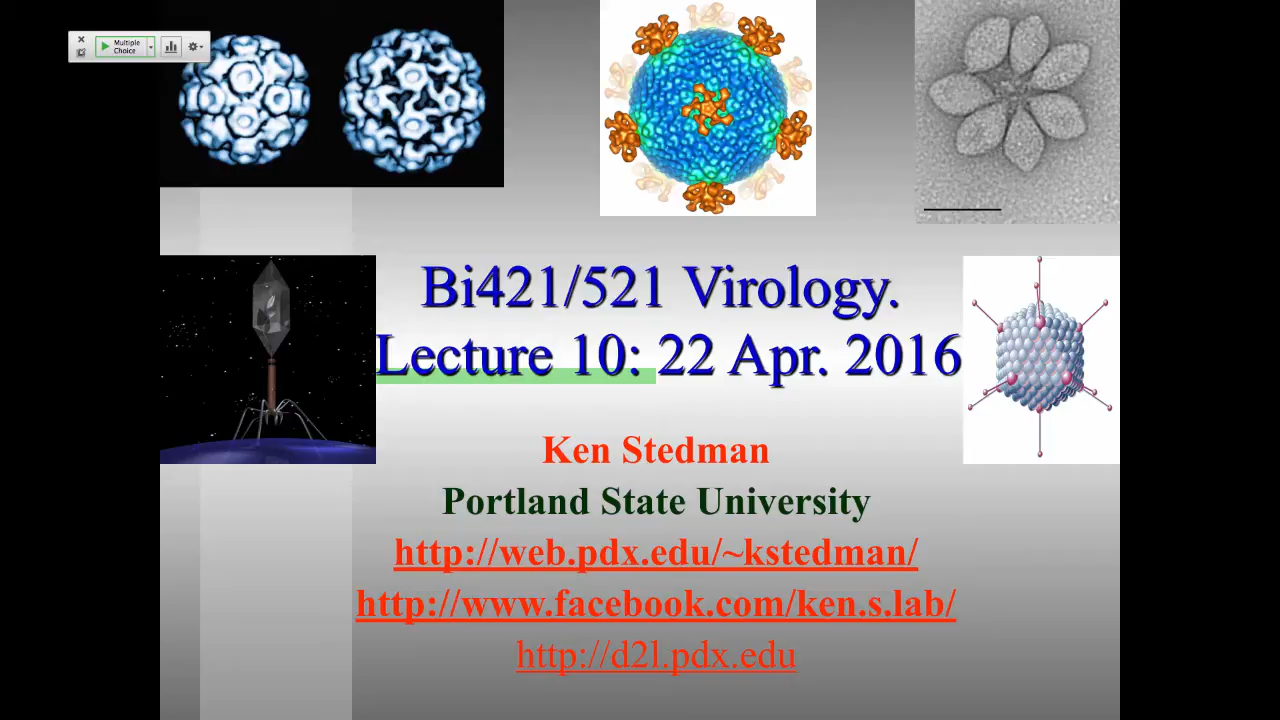 Multiple
Choice
Bi421/521 Virology.
Lecture 10: 22 Apr. 2016
Ken Stedman
Portland State University
http://web.pdx.edu/~kstedman/
http://www.facebook.com/ken.s.lab/
http://d2l.pdx.edu